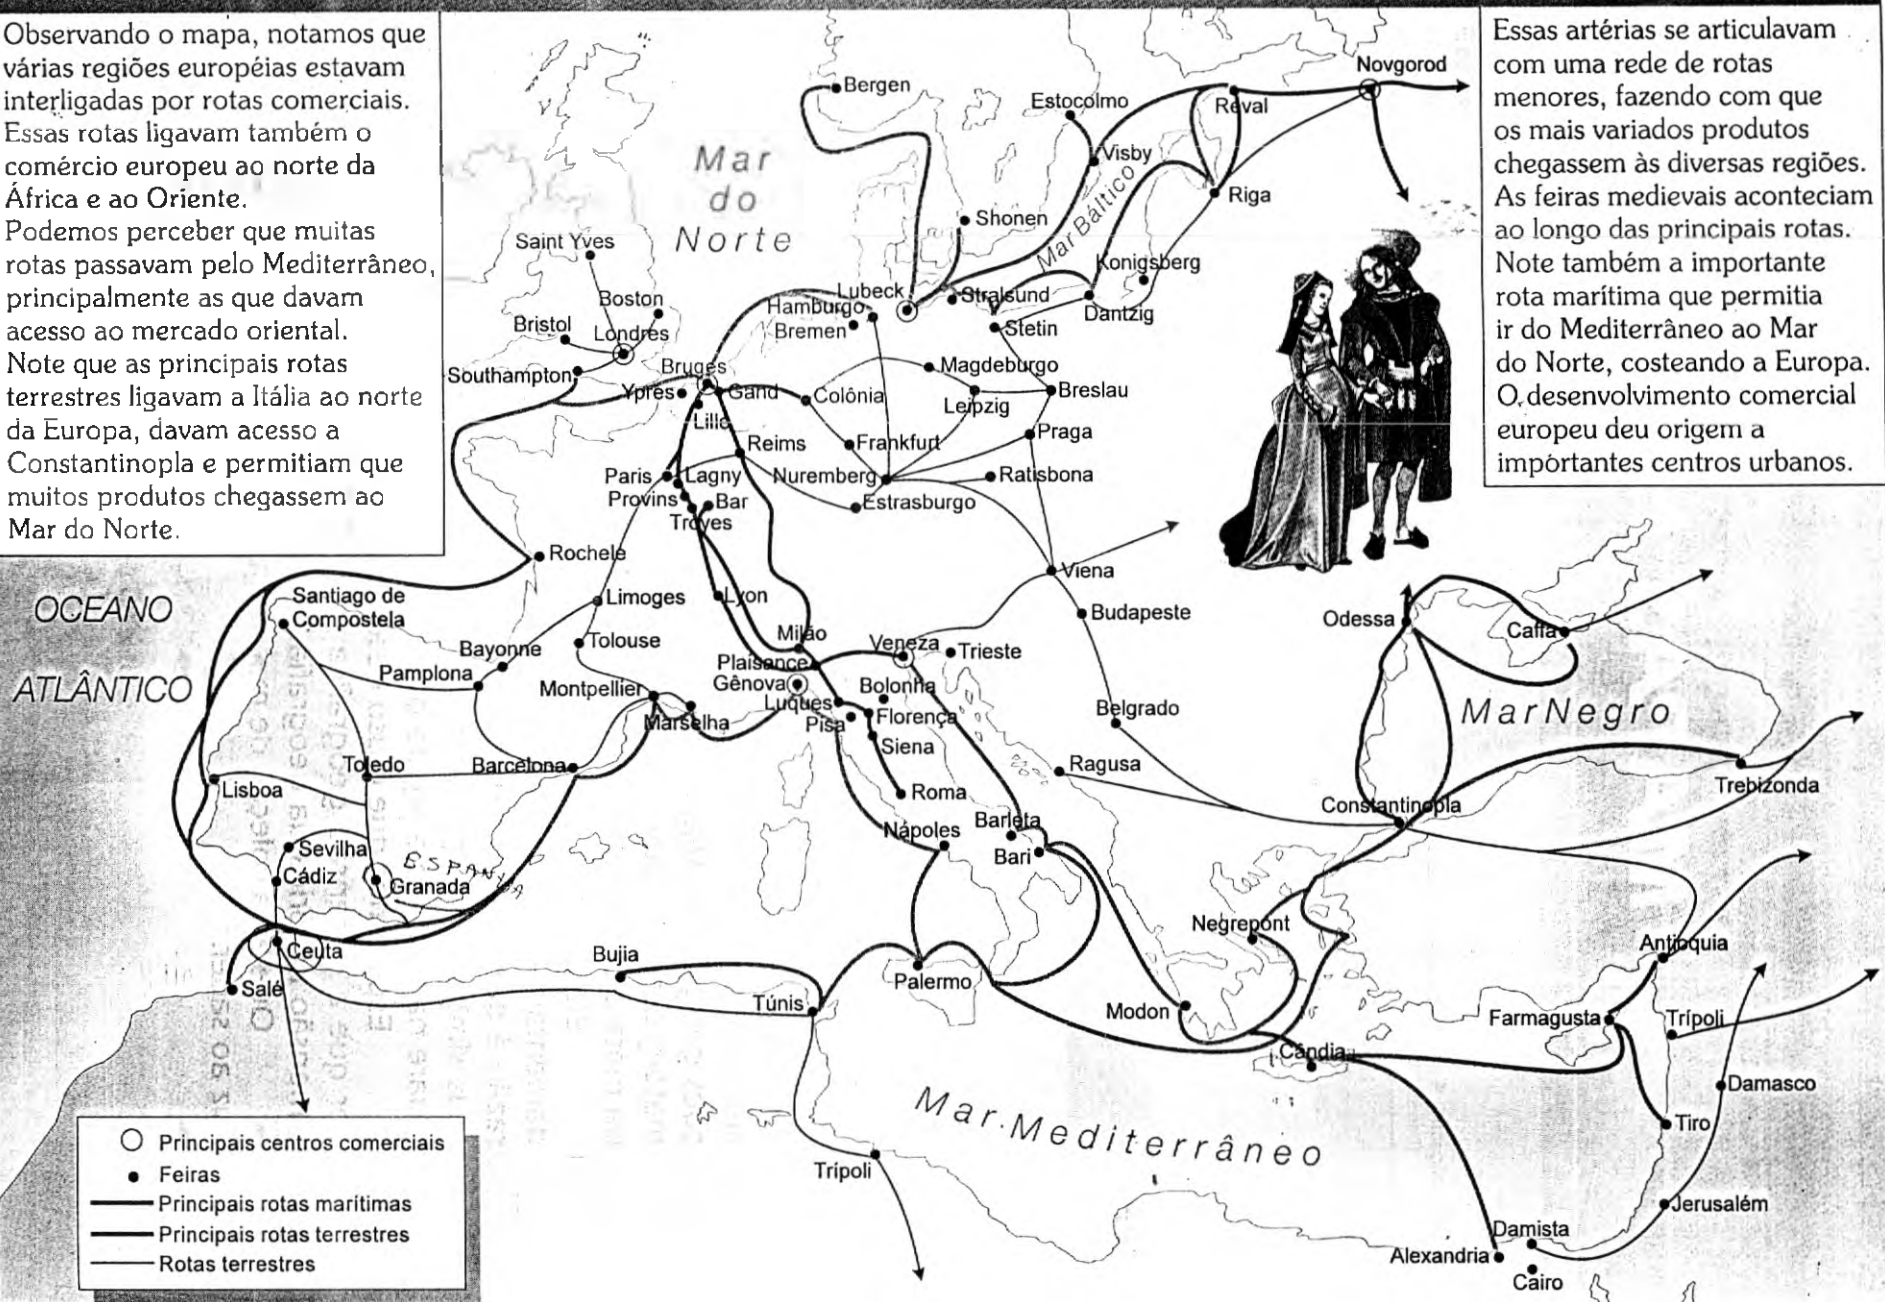 Observando o mapa, notamos que
várias regiões européias estavam
interligadas por rotas comerciais.
Essas rotas ligavam também o
comércio europeu ao norte da
África e ao Oriente.
Podemos perceber que muitas
rotas passavam pelo Mediterrâneo,
principalmente as que davam
acesso ao mercado oriental.
Note que as principais rotas
terrestres ligavam a Itália ao norte
da Europa, davam acesso a
Constantinopla e permitiam que
muitos produtos chegassem ao
Mar do Norte.
Essas artérias se articulavam
com uma rede de rotas
menores, fazendo com que
os mais variados produtos
chegassem às diversas regiões.
As feiras medievais aconteciam
ao longo das principais rotas.
Note também a importante
rota marítima que permitia
ir do Mediterrâneo ao Mar
do Norte, costeando a Europa.
O desenvolvimento comercial
europeu deu origem a
importantes centros urbanos.
Bergen
Estocolmo
Reval
Novgorod
Mar
do
Norte
Visby
Riga
Mar Báltico
Shonen
Saint Yves
Konigsberg
Boston
Lubeck
Stralsund
Hamburgo
Bremen
Dantzig
Bristol
Londres
Stetin
Southampton
Bruges
Magdeburgo
Ypres
Gand
Colônia
Leipzig
Breslau
Lille
Reims
Frankfurt
Praga
Paris
Lagny
Nuremberg
Ratisbona
Provins
Bar
Estrasburgo
Troyes
Rochele
Viena
OCEANO
ATLÂNTICO
Santiago de
Compostela
Limoges
Lyon
Budapeste
Odessa
Caffa
Bayonne
Tolouse
Milão
Veneza
Trieste
Pamplona
Plaisance
Montpellier
Gênova
Bolonha
Luques
Marselha
Pisa
Florença
Belgrado
Mar Negro
Siena
Toledo
Barcelona
Ragusa
Lisboa
Roma
Constantinopla
Trebizonda
Nápoles
Barleta
Sevilha
Bari
ESPANYA
Cádiz
Granada
Negrepont
Ceuta
Bujia
Antioquia
Salé
Túnis
Palermo
Modon
Farmagusta
Trípoli
Cândia
Damasco
Mar Mediterrâneo
Tiro
Trípoli
Jerusalém
Damista
Alexandria
Cairo
Principais centros comerciais
Feiras
Principais rotas marítimas
Principais rotas terrestres
Rotas terrestres